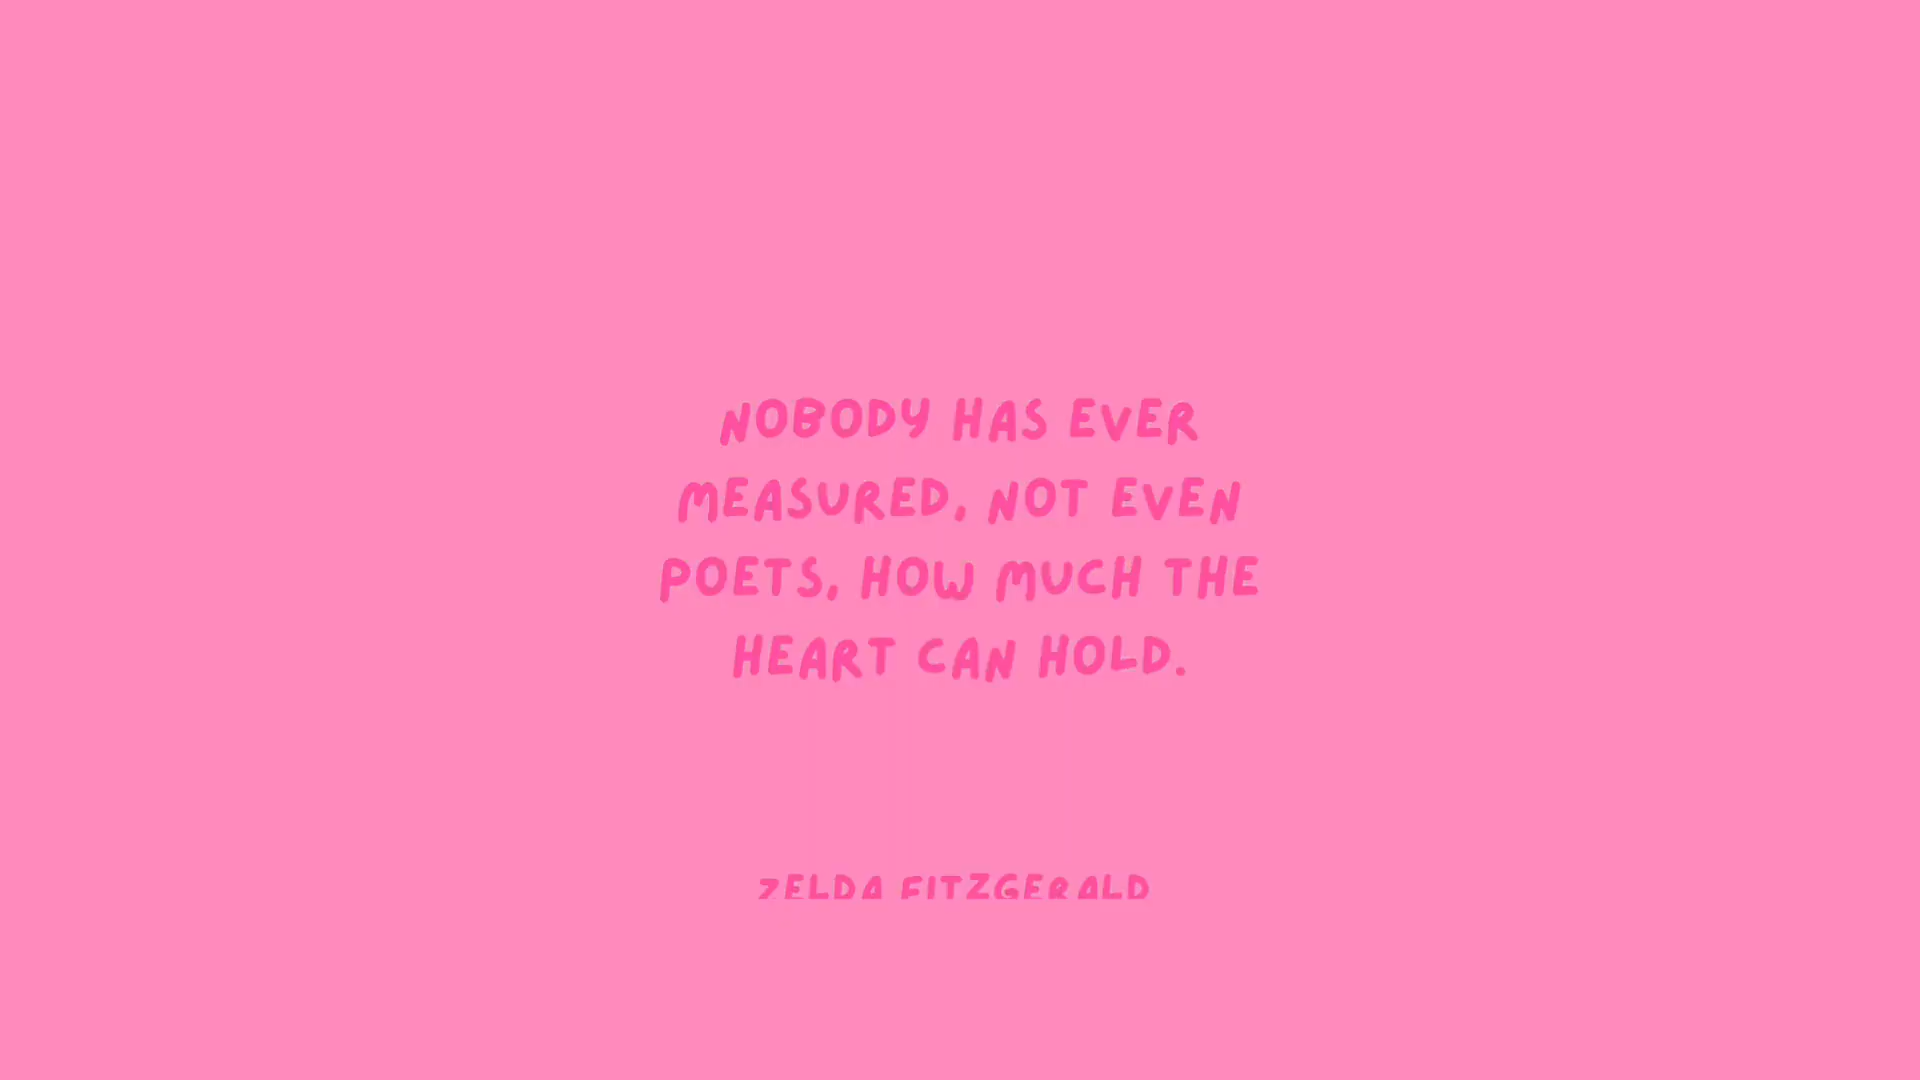 NOBODY HAS EVER
MEASURED, NOT EVEN
POETS, HOW MUCH THE
HEART CAN HOLD.
ZELDA FITZGERALD